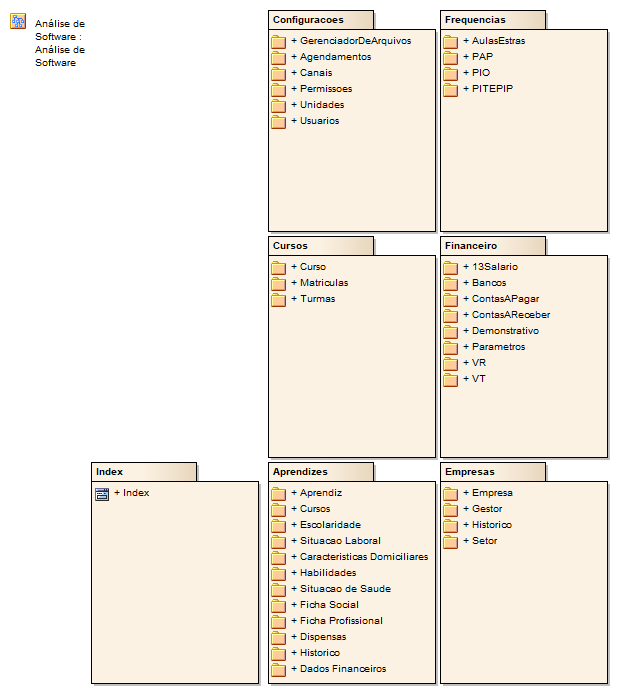 Análise de
Software :
Análise de
Software
Configuracoes
+ GerenciadorDeArquivos
+ Agendamentos
+ Canais
+ Permissoes
+ Unidades
+ Usuarios
Frequencias
+ AulasEstras
+ PAP
+ PIO
+ PITEPIP
Cursos
+ Curso
+ Matriculas
+ Turmas
Financeiro
+ 13Salario
+ Bancos
+ ContasAPagar
+ ContasAReceber
+ Demonstrativo
+ Parametros
+ VR
+ VT
Index
+ Index
Aprendizes
+ Aprendiz
+ Cursos
+ Escolaridade
+ Situacao Laboral
+ Caracteristicas Domiciliares
+ Habilidades
+ Situacao de Saude
+ Ficha Social
+ Ficha Profissional
+ Dispensas
+ Historico
+ Dados Financeiros
Empresas
+ Empresa
+ Gestor
+ Historico
+ Setor